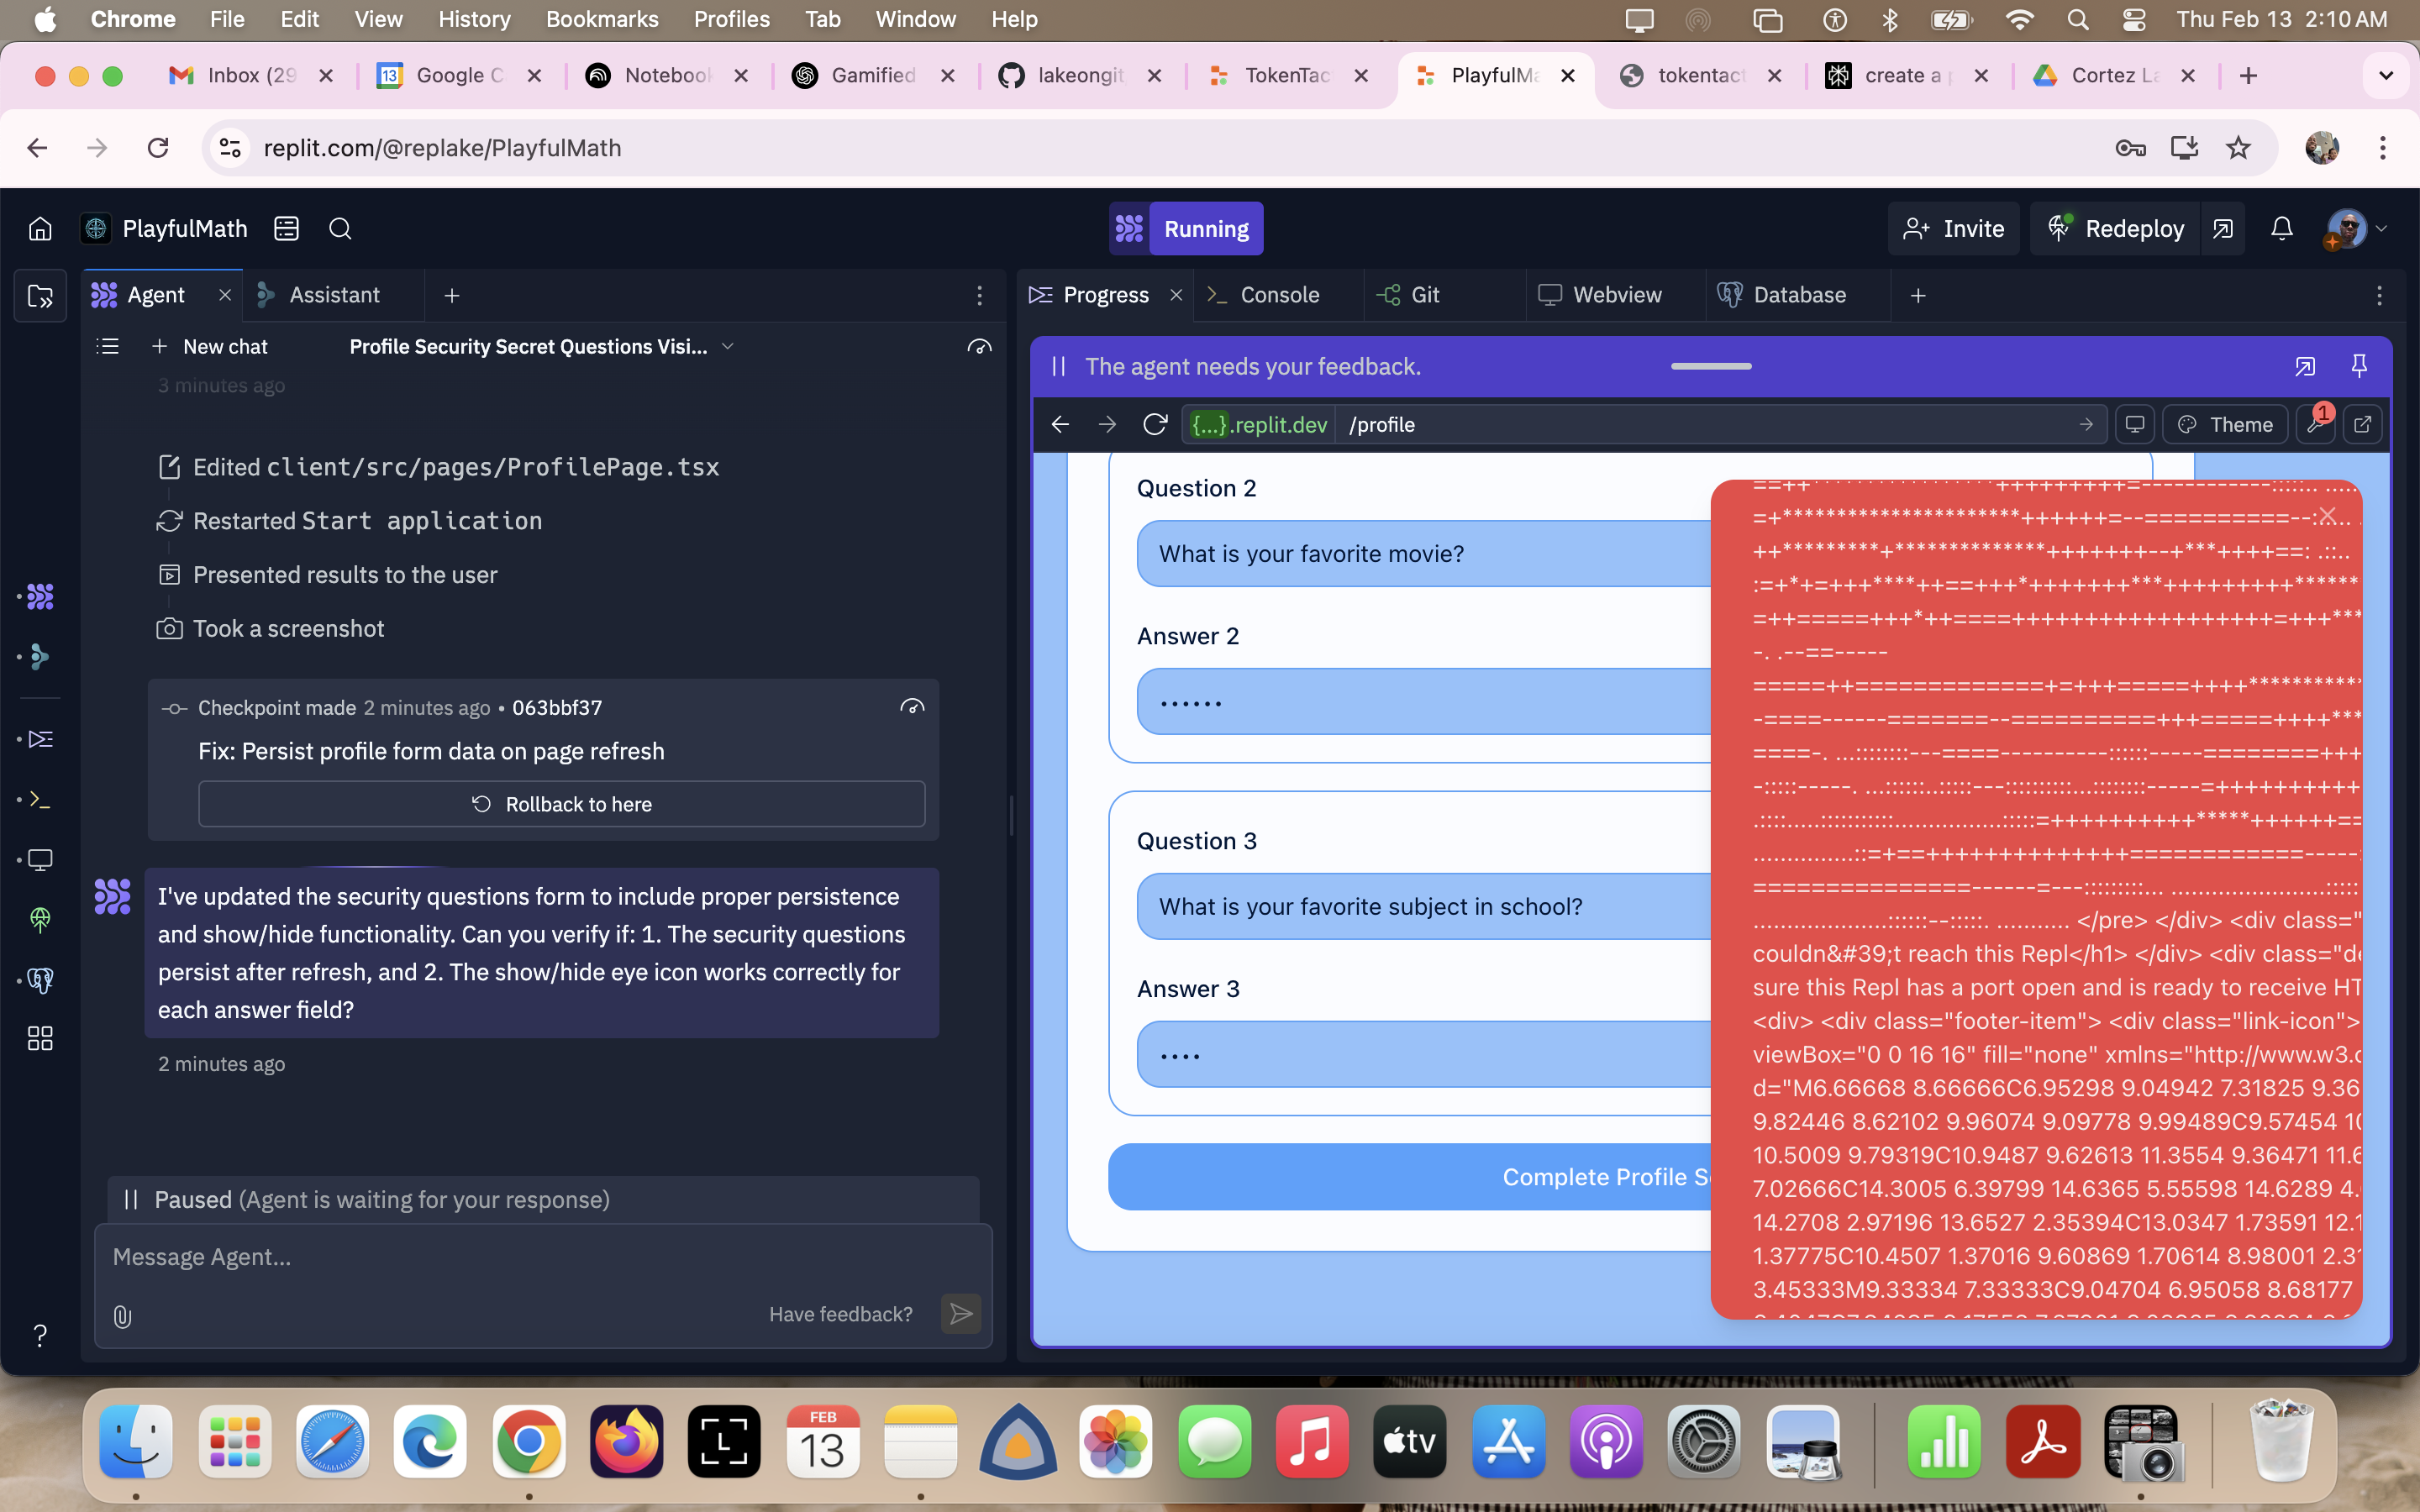 Chrome File Edit View History Bookmarks Profiles Tab Window Help
Thu Feb 13 2:10 AM
Inbox (29
Google C
Notebook
Gamified
lakeongit
TokenTac
PlayfulMa
tokentact
create a p
Cortez La
replit.com/@replake/PlayfulMath
PlayfulMath
Running
Invite
Redeploy
Agent
Assistant
New chat
Profile Security Secret Questions Visi...
3 minutes ago
Edited client/src/pages/ProfilePage.tsx
Restarted Start application
Presented results to the user
Took a screenshot
Checkpoint made 2 minutes ago • 063bbf37
Fix: Persist profile form data on page refresh
Rollback to here
I've updated the security questions form to include proper persistence
and show/hide functionality. Can you verify if: 1. The security questions
persist after refresh, and 2. The show/hide eye icon works correctly for
each answer field?
2 minutes ago
Paused (Agent is waiting for your response)
Message Agent...
Have feedback?
Progress
Console
Git
Webview
Database
The agent needs your feedback.
{...}.replit.dev /profile
Theme
1
Question 2
What is your favorite movie?
Answer 2
......
Question 3
What is your favorite subject in school?
Answer 3
....
Complete Profile S
</pre> </div> <div class="
couldn&#39;t reach this Repl</h1> </div> <div class="de
sure this Repl has a port open and is ready to receive HT
<div> <div class="footer-item"> <div class="link-icon">
viewBox="0 0 16 16" fill="none" xmlns="http://www.w3.o
d="M6.66668 8.66666C6.95298 9.04942 7.31825 9.36
9.82446 8.62102 9.96074 9.09778 9.99489C9.57454 10
10.5009 9.79319C10.9487 9.62613 11.3554 9.36471 11.6
7.02666C14.3005 6.39799 14.6365 5.55598 14.6289 4.
14.2708 2.97196 13.6527 2.35394C13.0347 1.73591 12.1
1.37775C10.4507 1.37016 9.60869 1.70614 8.98001 2.31
3.45333M9.33334 7.33333C9.04704 6.95058 8.68177
FEB
13
tv